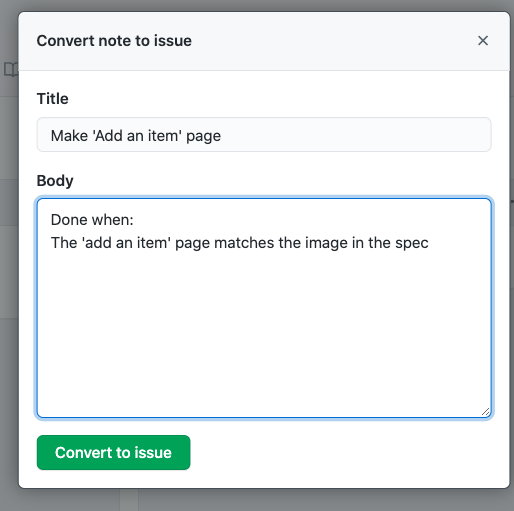 Convert note to issue
Title
Make 'Add an item' page
Body
Done when:
The 'add an item' page matches the image in the spec
Convert to issue